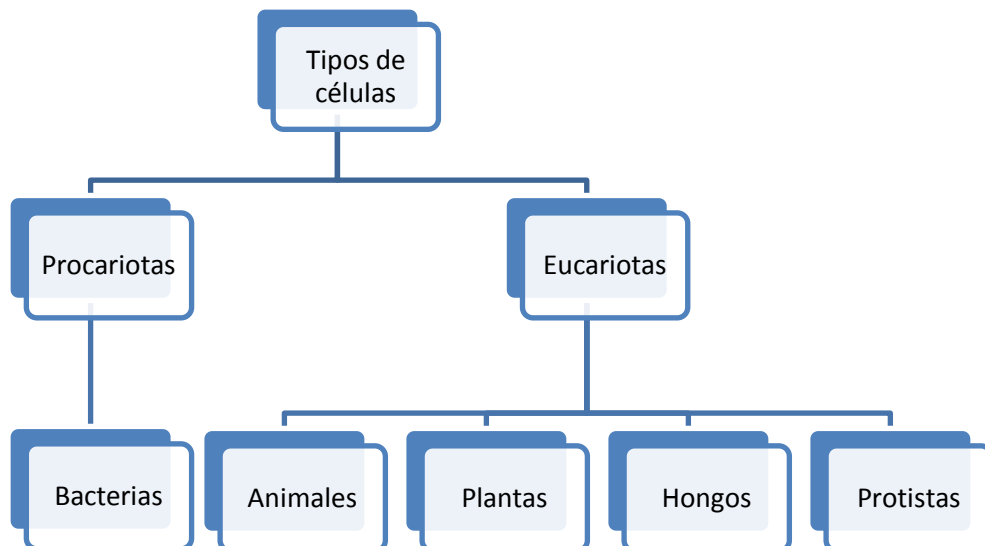 Tipos de
células
Procariotas
Eucariotas
Bacterias
Animales
Plantas
Hongos
Protistas